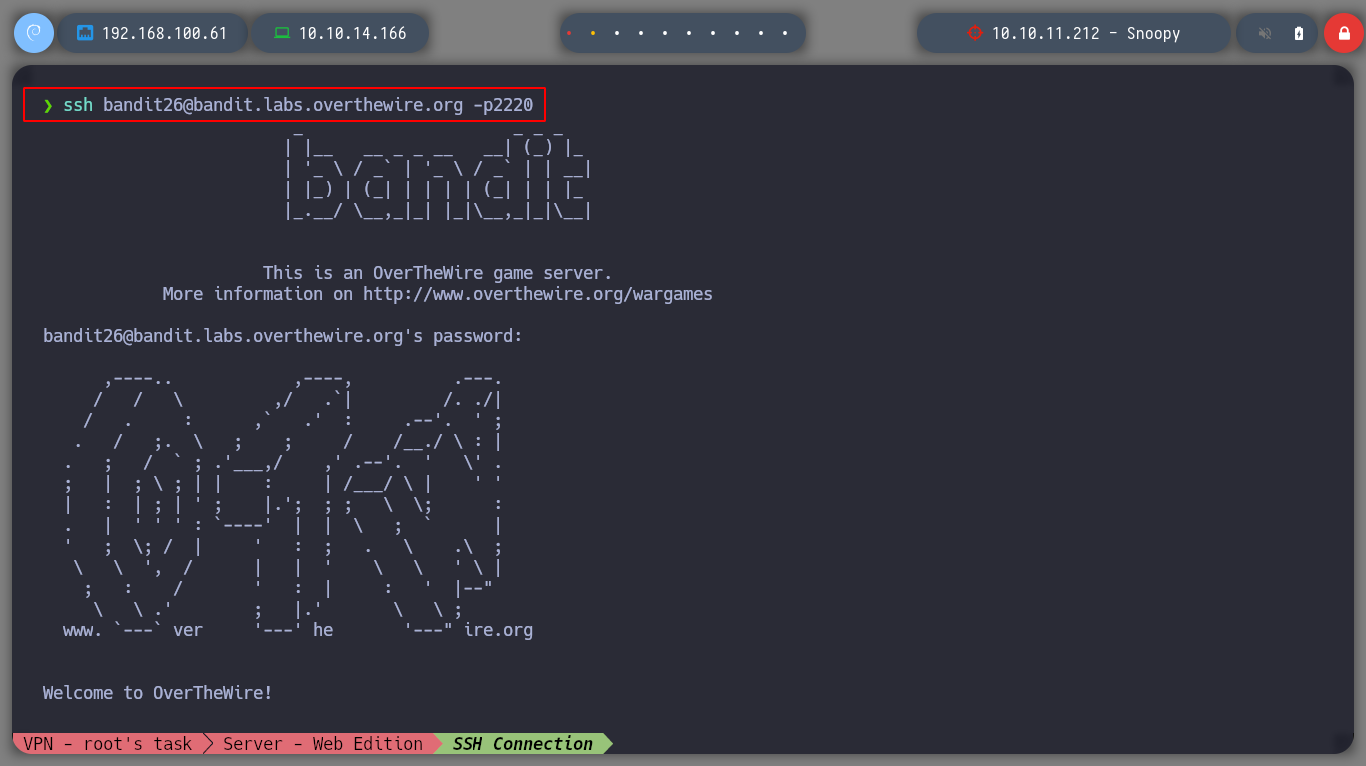 192.168.100.61
10.10.14.166
10.10.11.212 - Snoopy
❯ ssh bandit26@bandit.labs.overthewire.org -p2220
bandit
This is an OverTheWire game server.
More information on http://www.overthewire.org/wargames
bandit26@bandit.labs.overthewire.org's password:
www. ver he ire.org
Welcome to OverTheWire!
VPN - root's task
Server - Web Edition
SSH Connection